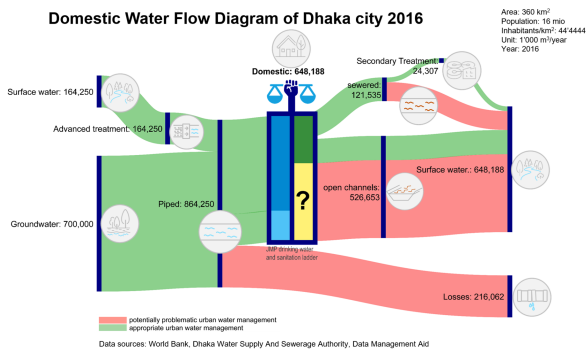 Domestic Water Flow Diagram of Dhaka city 2016
Area: 360 km²
Population: 16 mio
Inhabitants/km²: 44'4444
Unit: 1'000 m³/year
Year: 2016
Secondary Treatment:
24,307
Domestic: 648,188
sewered:
121,535
Surface water: 164,250
Advanced treatment: 164,250
Surface water.: 648,188
open channels:
526,653
?
Piped: 864,250
Groundwater: 700,000
JMP drinking water
and sanitation ladder
Losses: 216,062
potentially problematic urban water management
appropriate urban water management
Data sources: World Bank, Dhaka Water Supply And Sewerage Authority, Data Management Aid